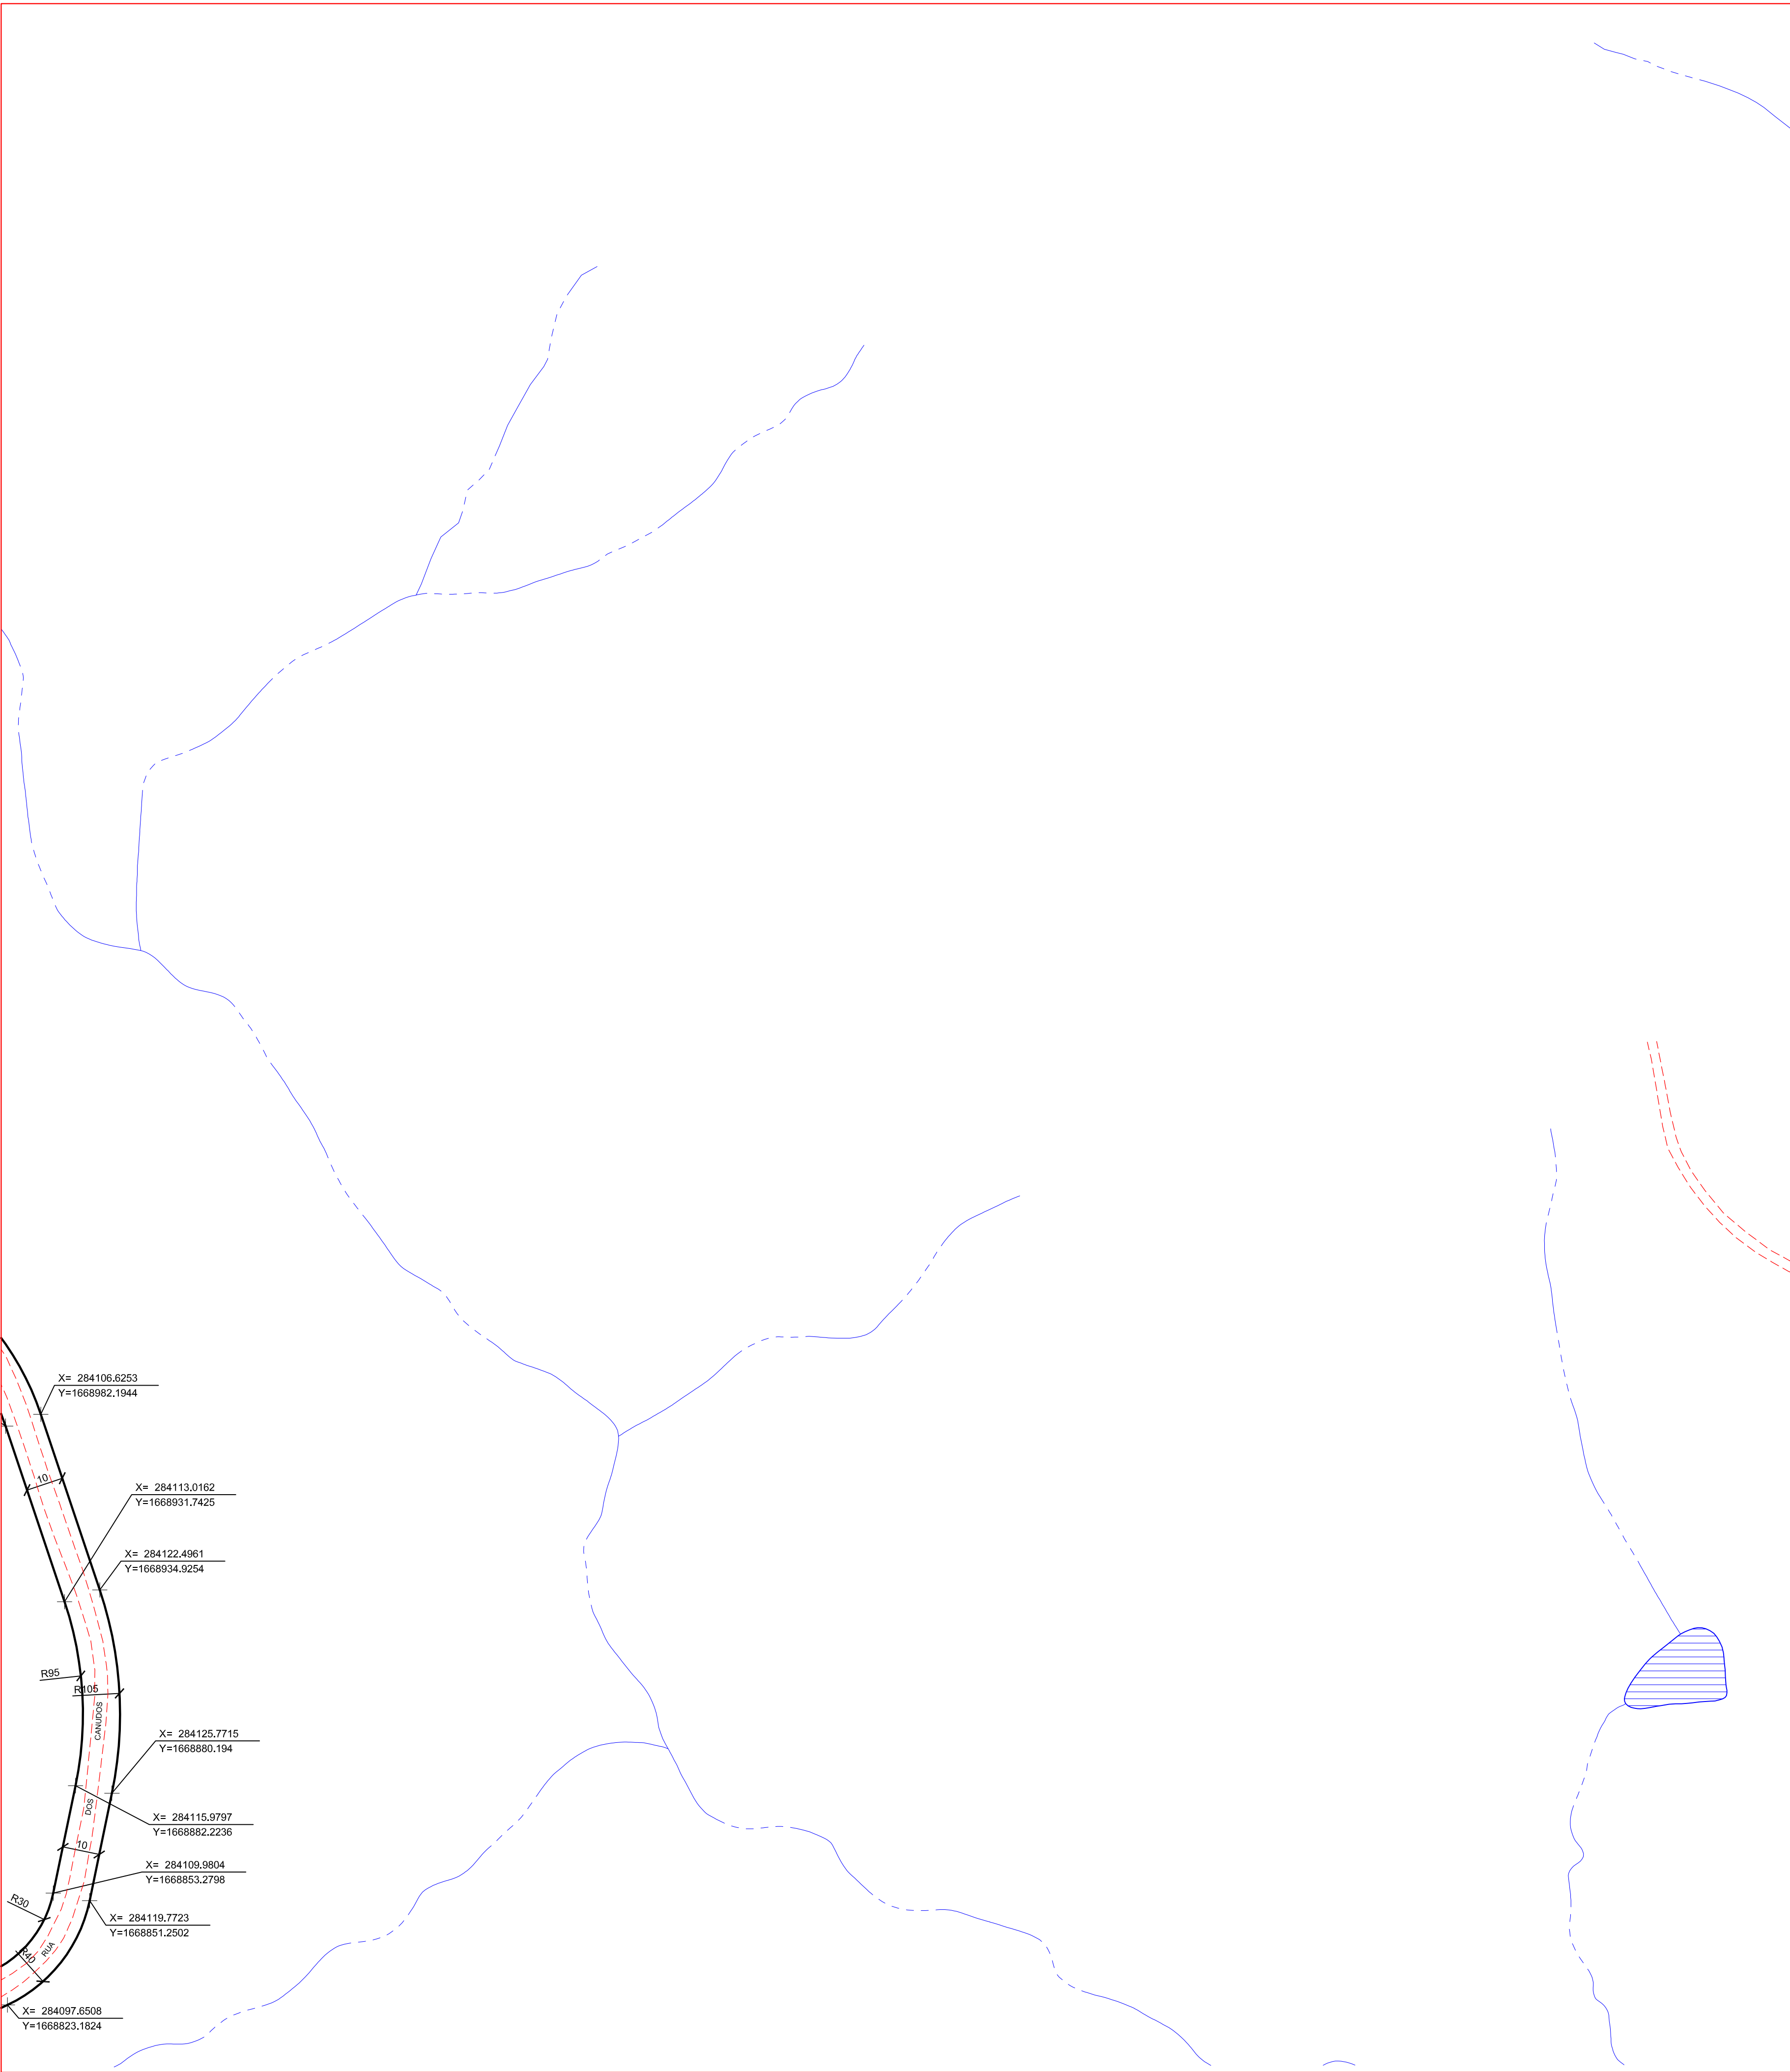 X= 284106.6253
Y=1668982.1944
10
X= 284113.0162
Y=1668931.7425
X= 284122.4961
Y=1668934.9254
R95
R105
CANUDOS
X= 284125.7715
Y=1668880.194
DOS
X= 284115.9797
Y=1668882.2236
10
X= 284109.9804
Y=1668853.2798
R30
X= 284119.7723
Y=1668851.2502
RUA
R40
X= 284097.6508
Y=1668823.1824